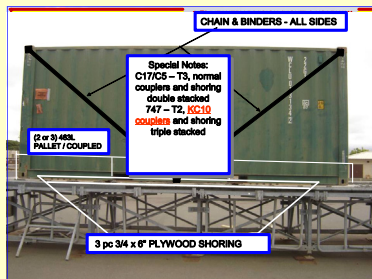 CHAIN & BINDERS - ALL SIDES
Special Notes:
C17/C5 – T3, normal
couplers and shoring
double stacked
747 – T2, KC10
couplers and shoring
triple stacked
(2 or 3) 463L
PALLET / COUPLED
3 pc 3/4 x 6" PLYWOOD SHORING